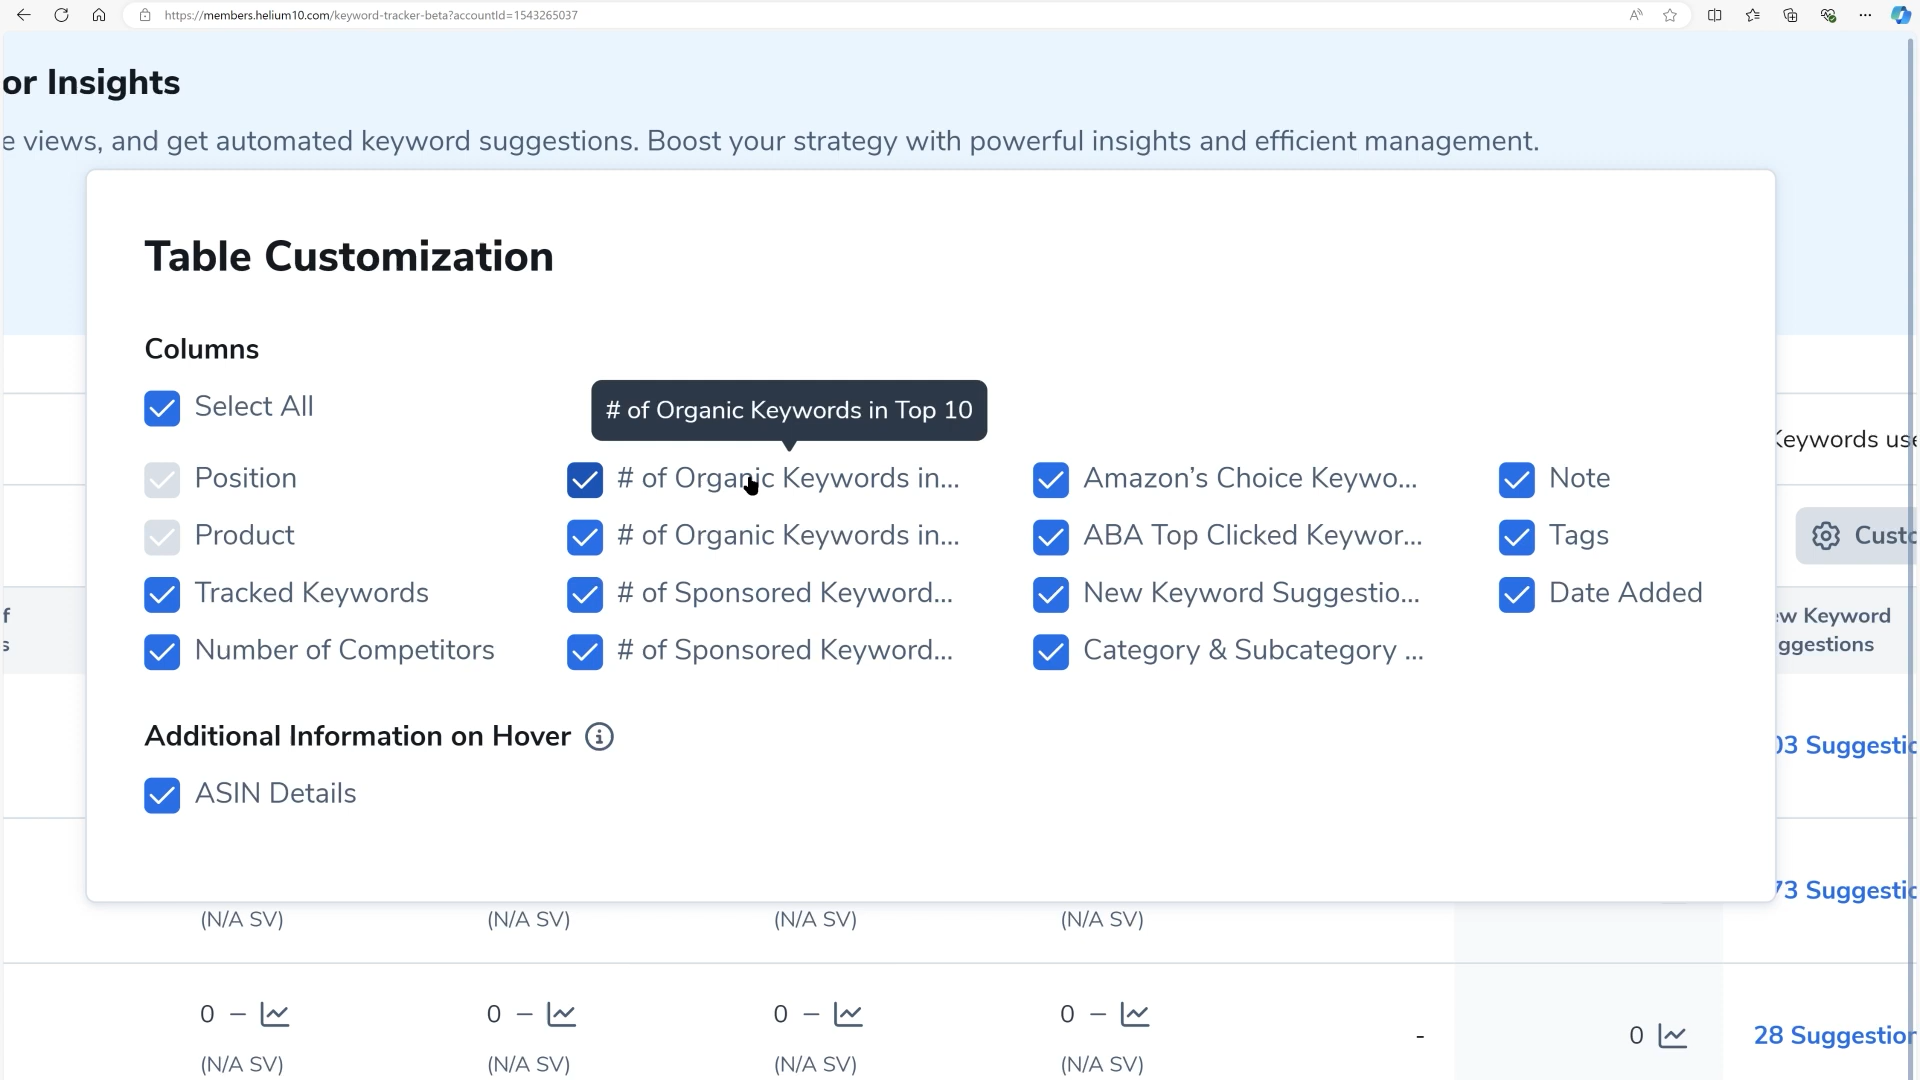 https://members.helium10.com/keyword-tracker-beta?accountId=1543265037
or Insights
e views, and get automated keyword suggestions. Boost your strategy with powerful insights and efficient management.
Table Customization
Columns
Select All
# of Organic Keywords in Top 10
Keywords use
Position
# of Organic Keywords in...
Amazon's Choice Keywo...
Note
Product
# of Organic Keywords in...
ABA Top Clicked Keywor...
Tags
Custo
Tracked Keywords
# of Sponsored Keyword...
New Keyword Suggestio...
Date Added
Number of Competitors
# of Sponsored Keyword...
Category & Subcategory ...
f
s
ew Keyword
ggestions
Additional Information on Hover
ASIN Details
03 Suggestio
73 Suggestio
(N/A SV) (N/A SV) (N/A SV) (N/A SV)
0 – 0 – 0 – 0 –
- 0 28 Suggestion
(N/A SV) (N/A SV) (N/A SV) (N/A SV)